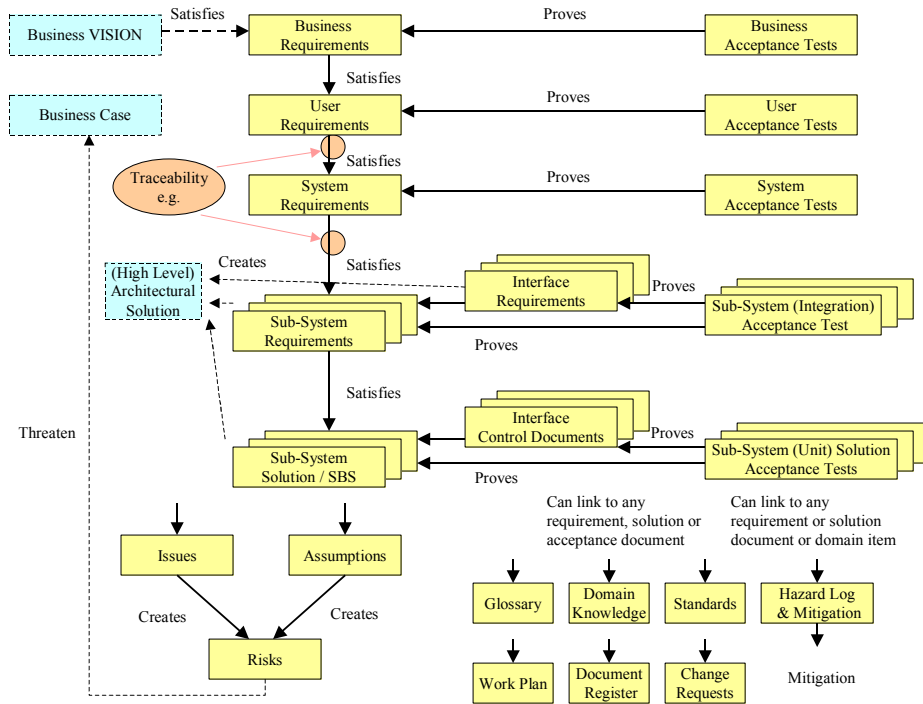 Satisfies
Business VISION
Business
Requirements
Proves
Business
Acceptance Tests
Satisfies
Business Case
User
Requirements
Proves
User
Acceptance Tests
Satisfies
Traceability
e.g.
System
Requirements
Proves
System
Acceptance Tests
Creates
Satisfies
(High Level)
Architectural
Solution
Interface
Requirements
Proves
Sub-System (Integration)
Acceptance Test
Sub-System
Requirements
Proves
Satisfies
Threaten
Interface
Control Documents
Proves
Sub-System (Unit) Solution
Acceptance Tests
Sub-System
Solution / SBS
Proves
Can link to any
requirement, solution or
acceptance document
Can link to any
requirement or solution
document or domain item
Issues
Assumptions
Creates
Creates
Glossary
Domain
Knowledge
Standards
Hazard Log
& Mitigation
Risks
Work Plan
Document
Register
Change
Requests
Mitigation